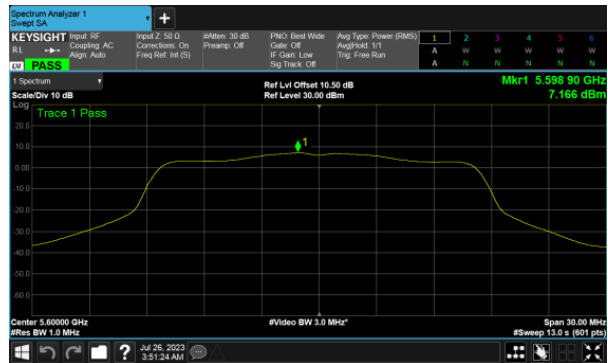 Spectrum Analyzer 1
Swept SA
KEYSIGHT
RL
Input: RF
Coupling: AC
Align: Auto
Input Z: 50 Ω
Corrections: On
Freq Ref: Int (S)
#Atten: 30 dB
Preamp: Off
PNO: Best Wide
Gate: Off
IF Gain: Low
Sig Track: Off
Avg Type: Power (RMS)
Avg|Hold: 1/1
Trig: Free Run
1 2 3 4 5 6
A W W W W W
A N N N N N
LXI PASS
1 Spectrum
Scale/Div 10 dB
Ref Lvl Offset 10.50 dB
Ref Level 30.00 dBm
Mkr1 5.598 90 GHz
7.166 dBm
Log
Trace 1 Pass
20.0
10.0
1
0.00
-10.0
-20.0
-30.0
-40.0
-50.0
-60.0
Center 5.60000 GHz
#Video BW 3.0 MHz*
Span 30.00 MHz
#Res BW 1.0 MHz
#Sweep 13.0 s (601 pts)
Jul 26, 2023
3:51:24 AM